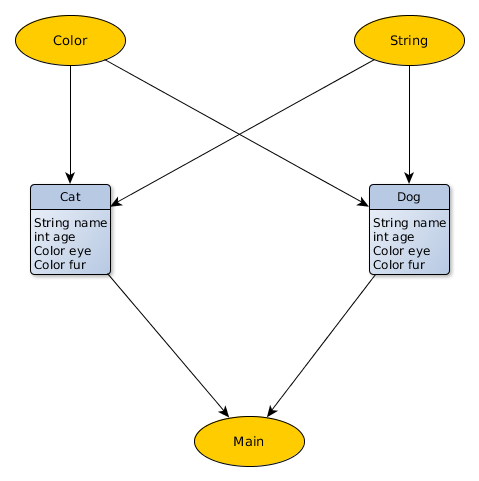 Color
String
Cat
String name
int age
Color eye
Color fur
Dog
String name
int age
Color eye
Color fur
Main